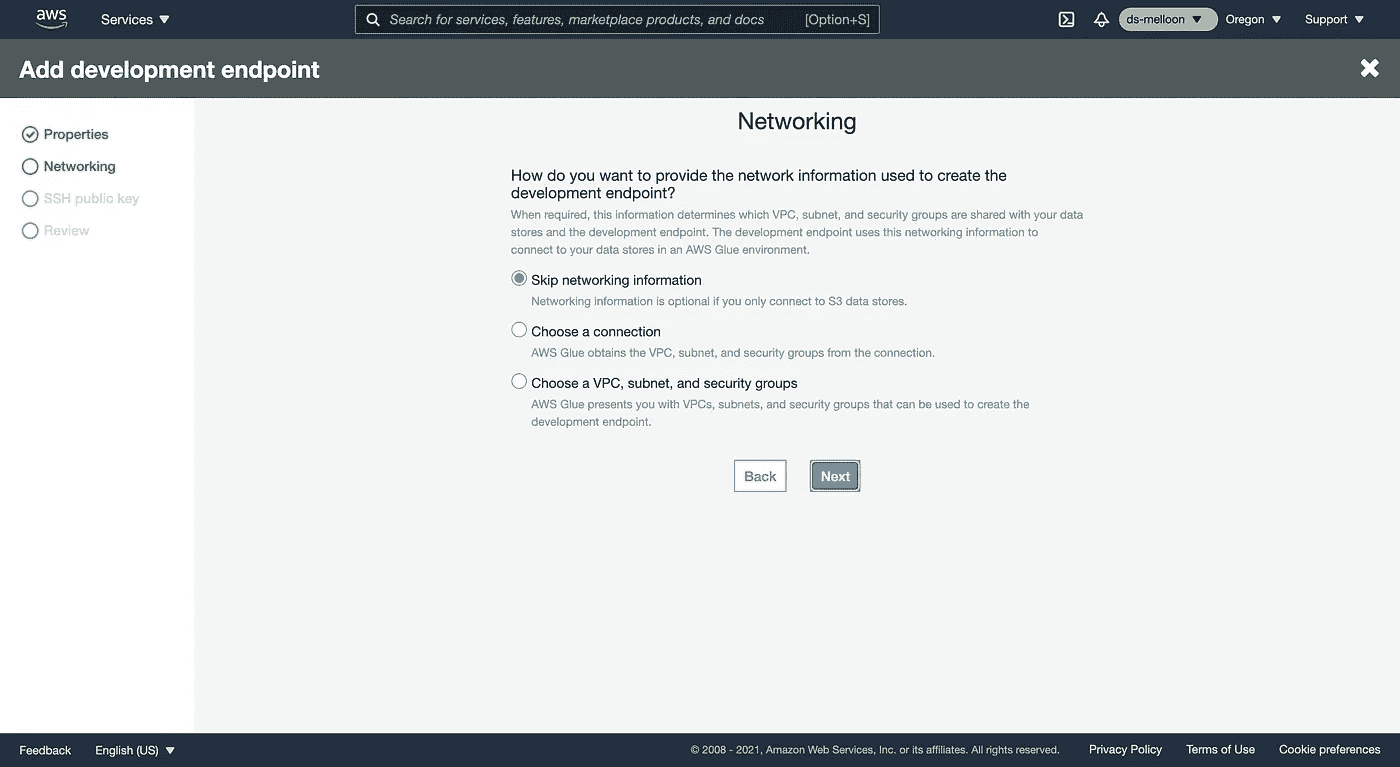 aws
Services
Search for services, features, marketplace products, and docs [Option+S]
ds-melloon
Oregon
Support
Add development endpoint
Properties
Networking
SSH public key
Review
Networking
How do you want to provide the network information used to create the
development endpoint?
When required, this information determines which VPC, subnet, and security groups are shared with your data
stores and the development endpoint. The development endpoint uses this networking information to
connect to your data stores in an AWS Glue environment.
Skip networking information
Networking information is optional if you only connect to S3 data stores.
Choose a connection
AWS Glue obtains the VPC, subnet, and security groups from the connection.
Choose a VPC, subnet, and security groups
AWS Glue presents you with VPCs, subnets, and security groups that can be used to create the
development endpoint.
Back
Next
Feedback
English (US)
© 2008 - 2021, Amazon Web Services, Inc. or its affiliates. All rights reserved.
Privacy Policy
Terms of Use
Cookie preferences